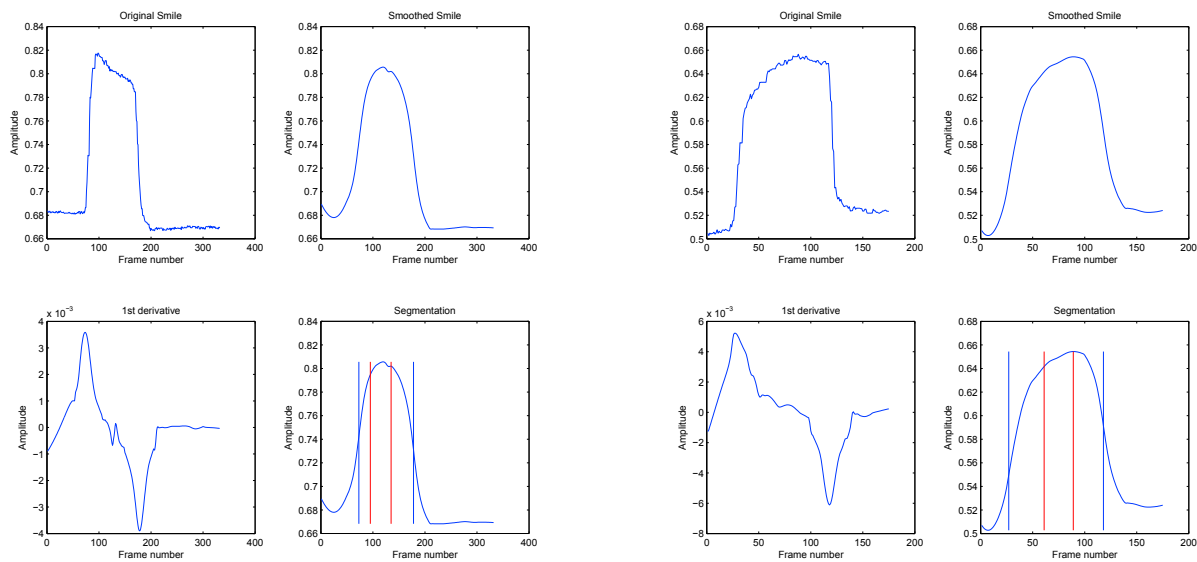 Original Smile
Smoothed Smile
Original Smile
Smoothed Smile
0.84
0.82
0.8
0.78
0.76
0.74
0.72
0.7
0.68
0.66
Amplitude
0 100 200 300 400
Frame number
0.84
0.82
0.8
0.78
0.76
0.74
0.72
0.7
0.68
0.66
Amplitude
0 100 200 300 400
Frame number
0.68
0.66
0.64
0.62
0.6
0.58
0.56
0.54
0.52
0.5
Amplitude
0 50 100 150 200
Frame number
0.68
0.66
0.64
0.62
0.6
0.58
0.56
0.54
0.52
0.5
Amplitude
0 50 100 150 200
Frame number
1st derivative
Segmentation
1st derivative
Segmentation
x 10⁻³
4
3
2
1
0
−1
−2
−3
−4
Amplitude
0 100 200 300 400
Frame number
0.84
0.82
0.8
0.78
0.76
0.74
0.72
0.7
0.68
0.66
Amplitude
0 100 200 300 400
Frame number
x 10⁻³
6
4
2
0
−2
−4
−6
−8
Amplitude
0 50 100 150 200
Frame number
0.68
0.66
0.64
0.62
0.6
0.58
0.56
0.54
0.52
0.5
Amplitude
0 50 100 150 200
Frame number